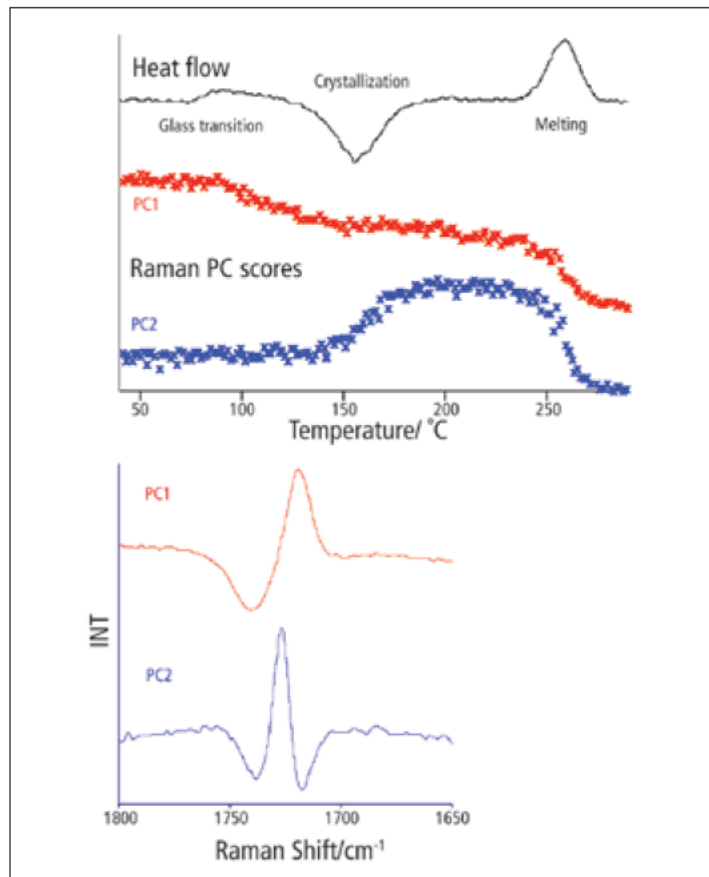 Heat flow
Crystallization
Glass transition
Melting
PC1
Raman PC scores
PC2
50 100 150 200 250
Temperature/ ˚C
PC1
INT
PC2
1800 1750 1700 1650
Raman Shift/cm⁻¹